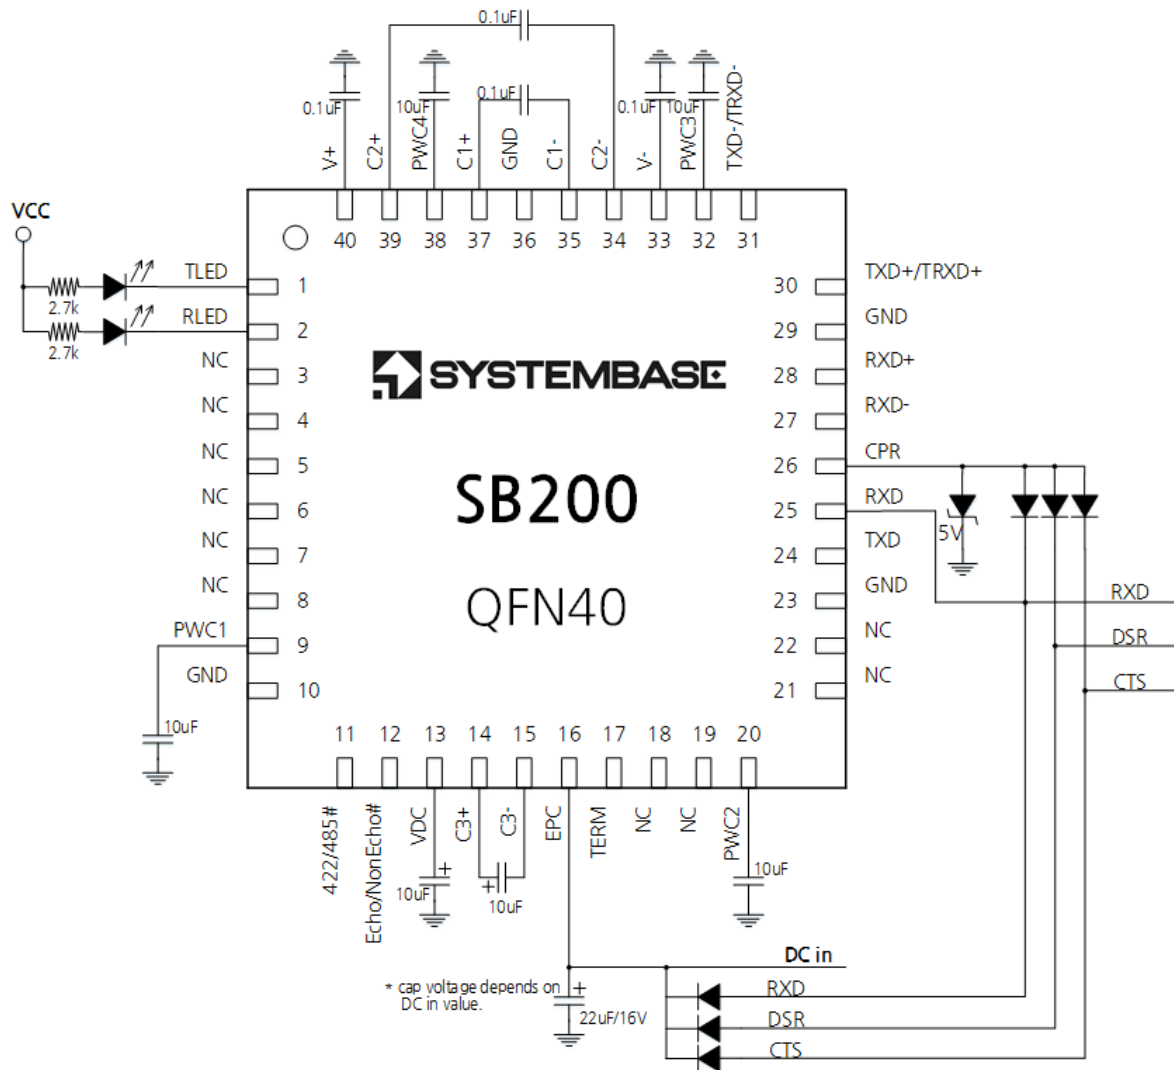 0.1uF
0.1uF 10uF 0.1uF 0.1uF 10uF
V+ C2+ PWC4 C1+ GND C1- C2- V- PWC3 TXD-/TRXD-
VCC
40 39 38 37 36 35 34 33 32 31
TLED 1 30 TXD+/TRXD+
2.7k
RLED 2 29 GND
2.7k
NC 3 28 RXD+
SYSTEMBASE
NC 4 27 RXD-
NC 5 26 CPR
SB200
NC 6 25 RXD
5V
NC 7 24 TXD
NC 8 23 GND
QFN40
RXD
PWC1 9 22 NC
DSR
GND 10 21 NC
CTS
10uF
11 12 13 14 15 16 17 18 19 20
422/485# Echo/NonEcho# VDC C3+ C3- EPC TERM NC NC PWC2
+
10uF
+
10uF
10uF
DC in
* cap voltage depends on
DC in value.
+
22uF/16V
RXD
DSR
CTS